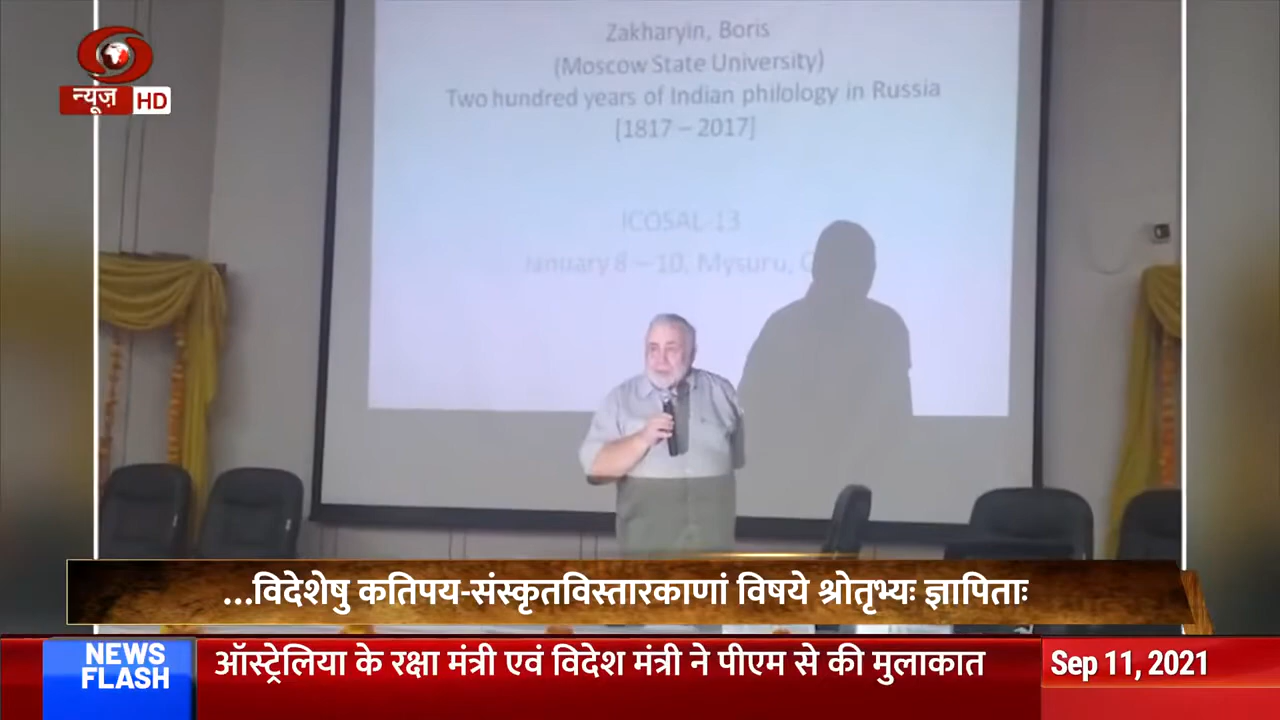 Zakharyin, Boris
(Moscow State University)
Two hundred years of Indian philology in Russia
[1817 – 2017]
ICOSAL-13
January 8 – 10, Mysuru,
न्यूज़ HD
...विदेशेषु कतिपय-संस्कृतविस्तारकाणां विषये श्रोतृभ्यः ज्ञापिताः
NEWS
FLASH
ऑस्ट्रेलिया के रक्षा मंत्री एवं विदेश मंत्री ने पीएम से की मुलाकात
Sep 11, 2021